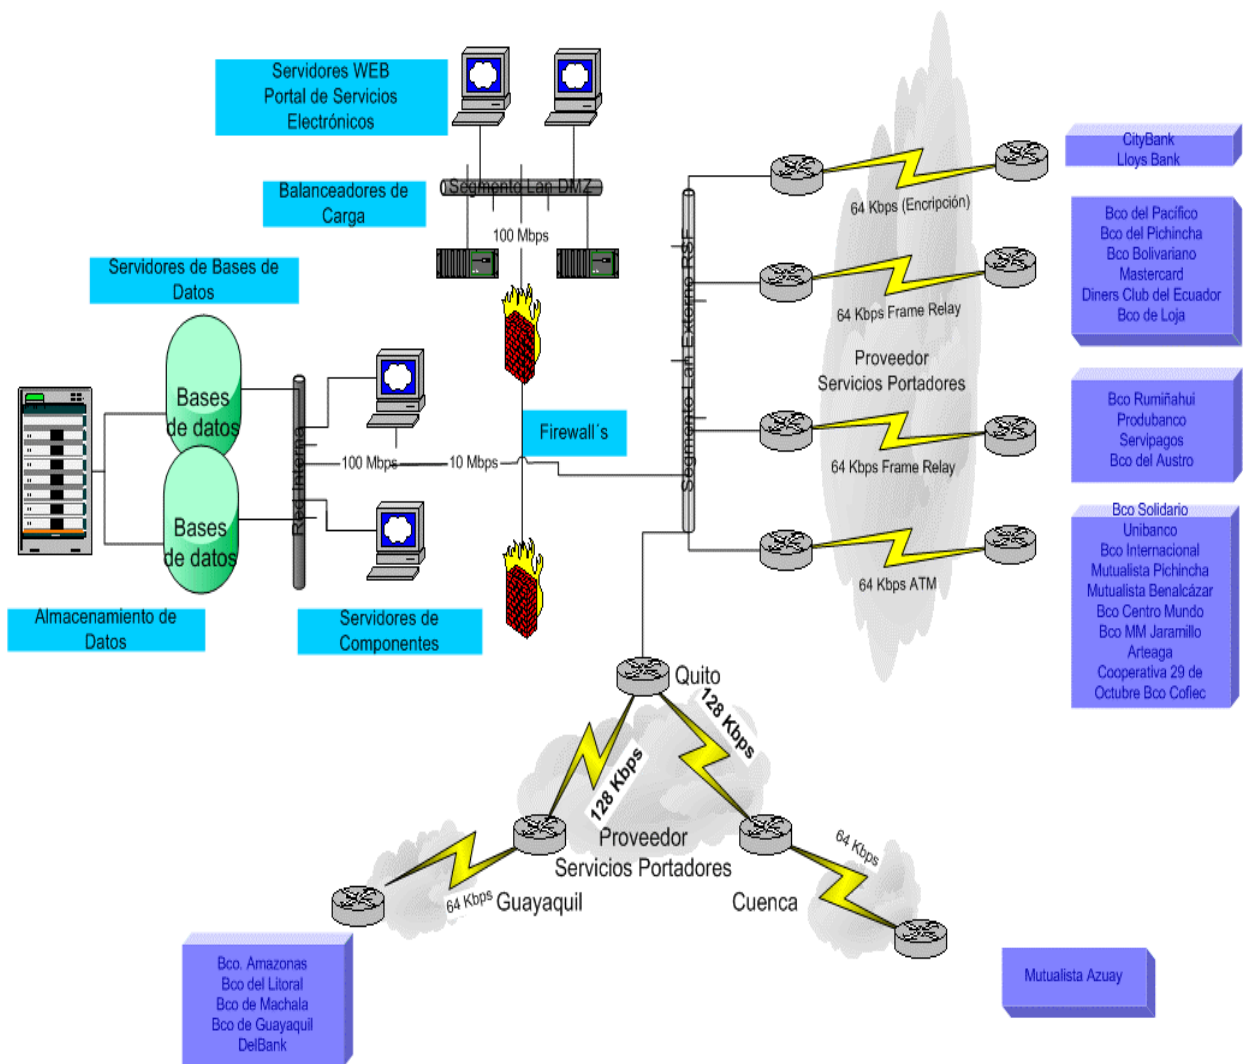 Servidores WEB
Portal de Servicios
Electrónicos
Balanceadores de
Carga
Segmento Lan DMZ
100 Mbps
Servidores de Bases de
Datos
Bases
de datos
Bases
de datos
Red Interna
100 Mbps
10 Mbps
Firewall´s
Almacenamiento de
Datos
Servidores de
Componentes
Segmento Lan Externo RSF
64 Kbps (Encripción)
64 Kbps Frame Relay
Proveedor
Servicios Portadores
64 Kbps Frame Relay
64 Kbps ATM
CityBank
Lloys Bank
Bco del Pacífico
Bco del Pichincha
Bco Bolivariano
Mastercard
Diners Club del Ecuador
Bco de Loja
Bco Rumiñahui
Produbanco
Servipagos
Bco del Austro
Bco Solidario
Unibanco
Bco Internacional
Mutualista Pichincha
Mutualista Benalcázar
Bco Centro Mundo
Bco MM Jaramillo
Arteaga
Cooperativa 29 de
Octubre Bco Cofiec
Quito
128 Kbps
128 Kbps
Proveedor
Servicios Portadores
64 Kbps
Guayaquil
Cuenca
64 Kbps
Bco. Amazonas
Bco del Litoral
Bco de Machala
Bco de Guayaquil
DelBank
Mutualista Azuay